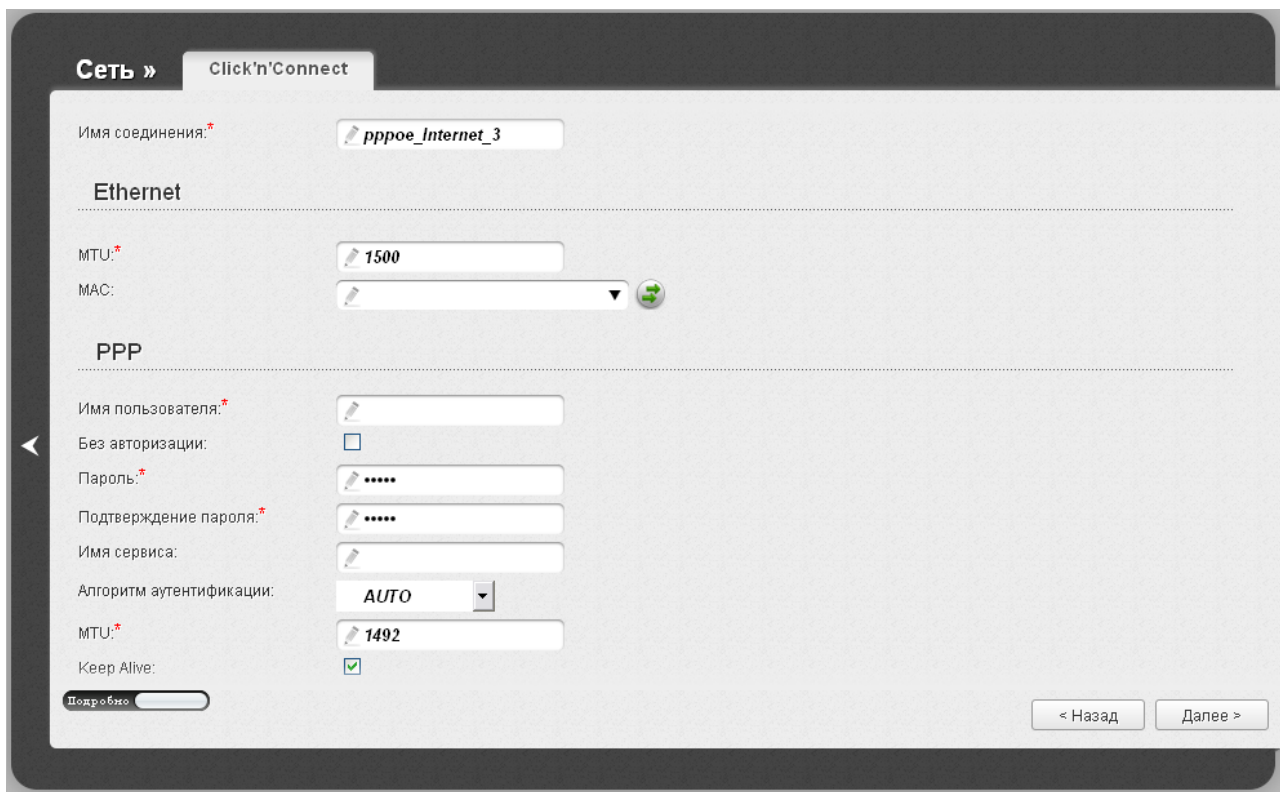 Сеть »
Click'n'Connect
Имя соединения:* pppoe_Internet_3
Ethernet
MTU:* 1500
MAC:
PPP
Имя пользователя:*
Без авторизации:
Пароль:* •••••
Подтверждение пароля:* •••••
Имя сервиса:
Алгоритм аутентификации: AUTO
MTU:* 1492
Keep Alive:
Подробно
< Назад Далее >